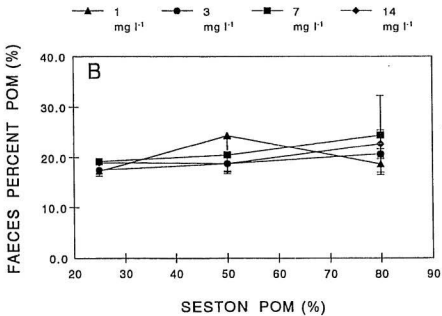 1 3 7 14
mg l⁻¹ mg l⁻¹ mg l⁻¹ mg l⁻¹
B
FAECES PERCENT POM (%)
40.0
30.0
20.0
10.0
0.0
20 30 40 50 60 70 80 90
SESTON POM (%)